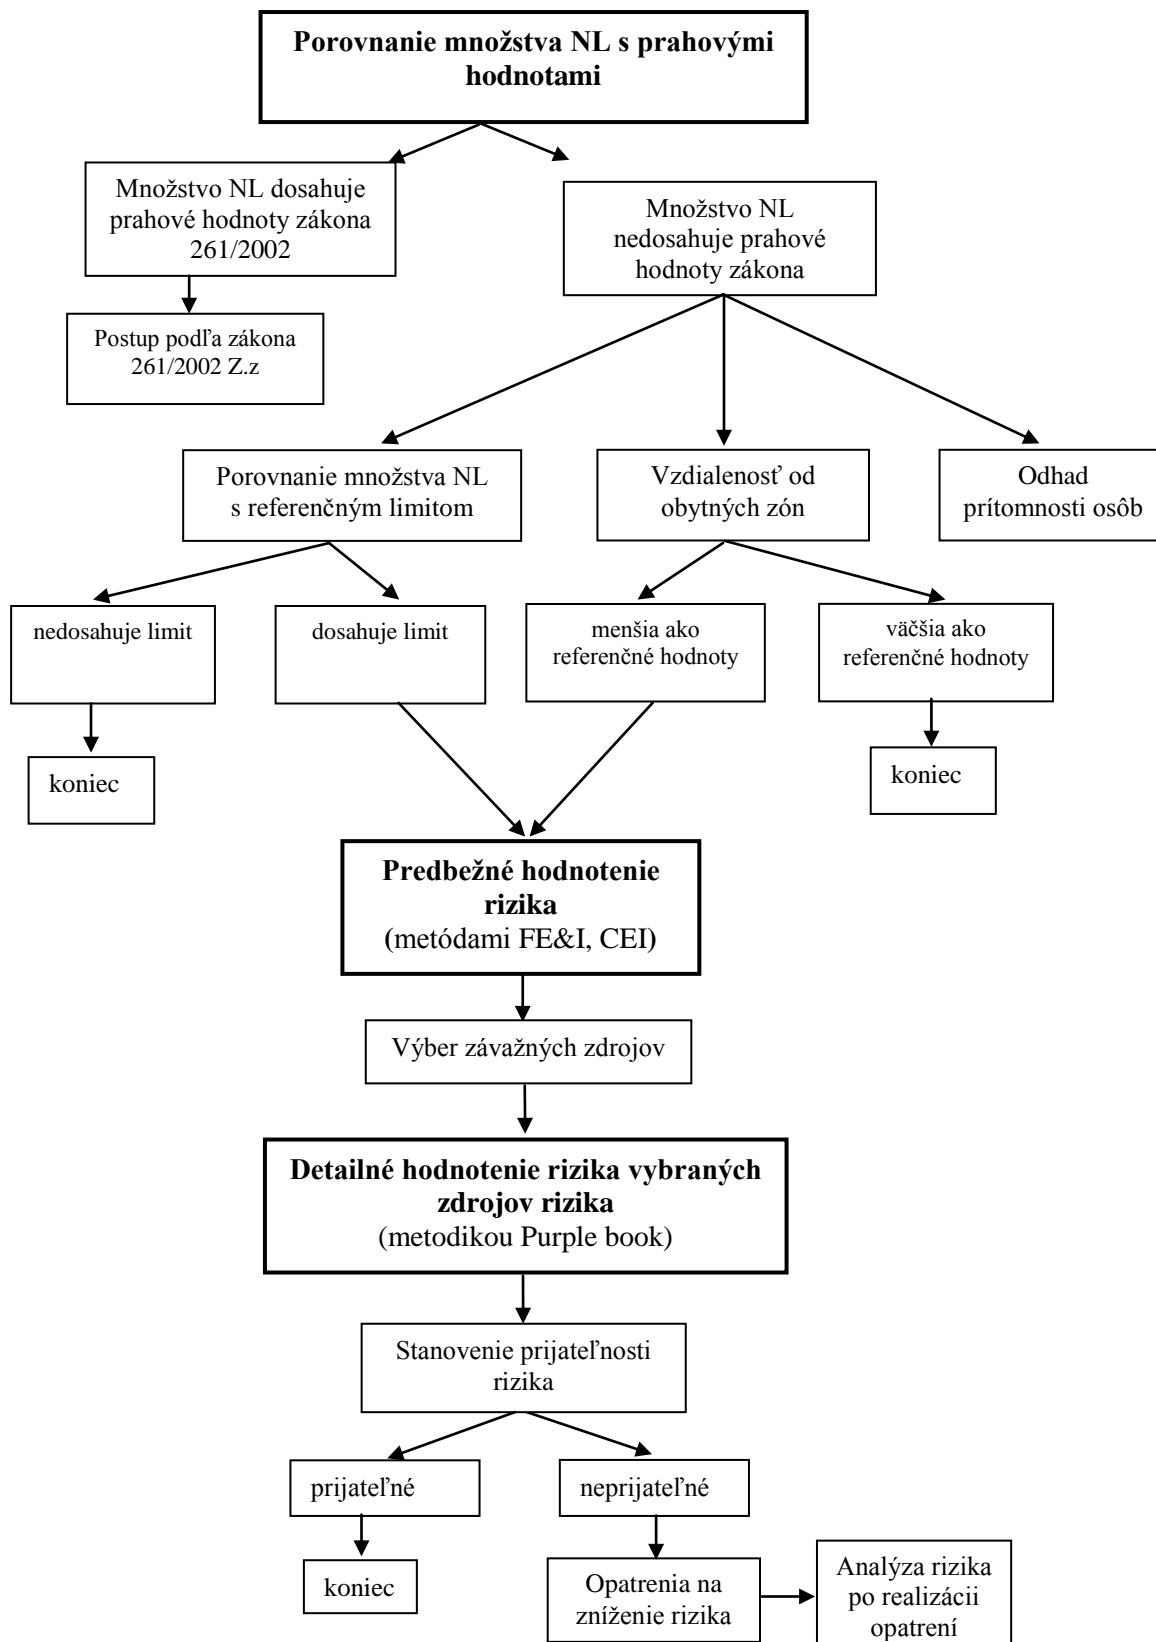 Porovnanie množstva NL s prahovými
hodnotami
Množstvo NL dosahuje
prahové hodnoty zákona
261/2002
Množstvo NL
nedosahuje prahové
hodnoty zákona
Postup podľa zákona
261/2002 Z.z
Porovnanie množstva NL
s referenčným limitom
Vzdialenosť od
obytných zón
Odhad
prítomnosti osôb
nedosahuje limit
dosahuje limit
menšia ako
referenčné hodnoty
väčšia ako
referenčné hodnoty
koniec
koniec
Predbežné hodnotenie
rizika
(metódami FE&I, CEI)
Výber závažných zdrojov
Detailné hodnotenie rizika vybraných
zdrojov rizika
(metodikou Purple book)
Stanovenie prijateľnosti
rizika
prijateľné
neprijateľné
koniec
Opatrenia na
zníženie rizika
Analýza rizika
po realizácii
opatrení